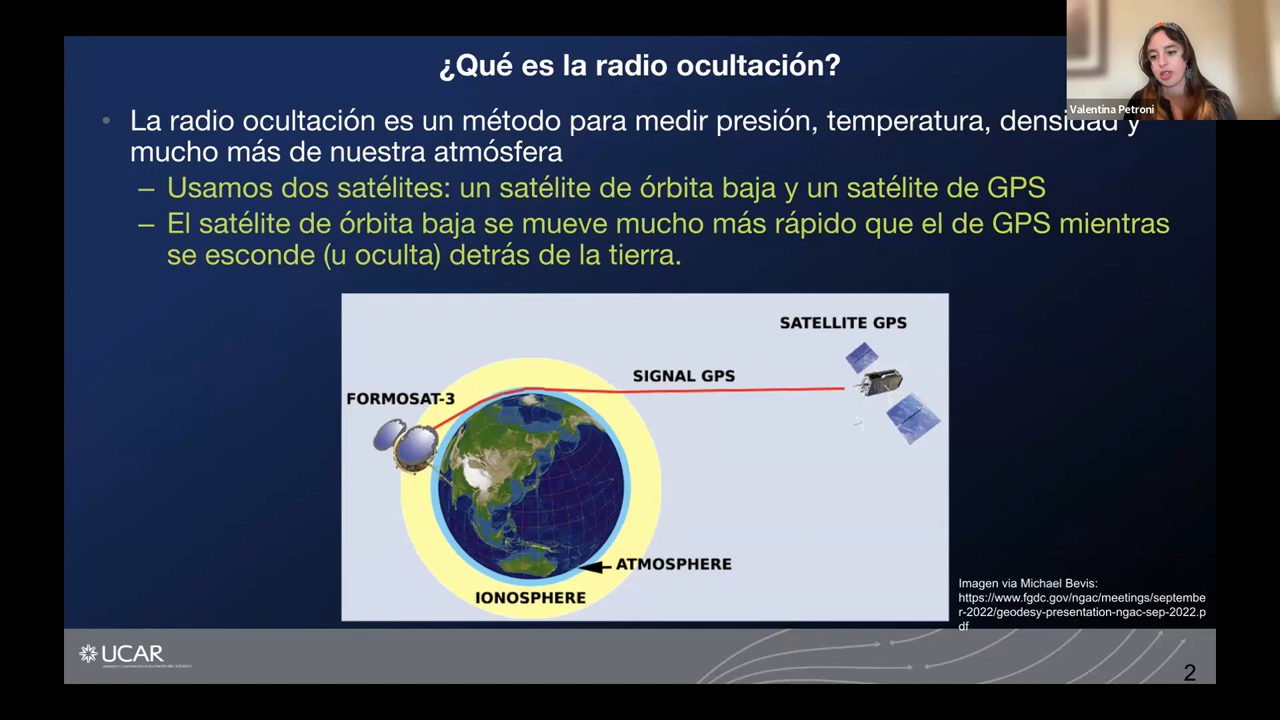 ¿Qué es la radio ocultación?
Valentina Petroni
• La radio ocultación es un método para medir presión, temperatura, densidad y
mucho más de nuestra atmósfera
– Usamos dos satélites: un satélite de órbita baja y un satélite de GPS
– El satélite de órbita baja se mueve mucho más rápido que el de GPS mientras
se esconde (u oculta) detrás de la tierra.
SATELLITE GPS
SIGNAL GPS
FORMOSAT-3
ATMOSPHERE
IONOSPHERE
Imagen via Michael Bevis:
https://www.fgdc.gov/ngac/meetings/septembe
r-2022/geodesy-presentation-ngac-sep-2022.p
df
UCAR
2